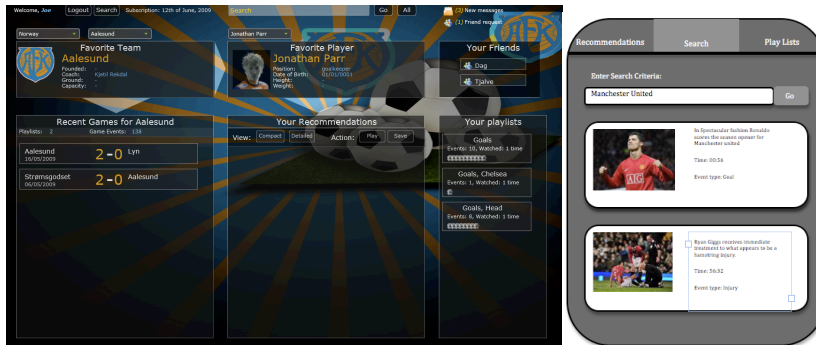 Welcome, Joe Logout Search Subscription: 12th of June, 2009 Search Go All
(3) New messages
(1) Friend request
Norway Aalesund Jonathan Parr
Favorite Team
Aalesund
Founded: -
Coach: Kjetil Rekdal
Ground: -
Capacity: -
Favorite Player
Jonathan Parr
Position: goalkeeper
Date of Birth: 01/01/0001
Height: -
Weight: -
Your Friends
Dag
Tjalve
Recent Games for Aalesund
Playlists: 2 Game Events: 138
Aalesund 2-0 Lyn
16/05/2009
Strømsgodset 2-0 Aalesund
06/05/2009
Your Recommendations
View: Compact Detailed Action: Play Save
Your playlists
Goals
Events: 10, Watched: 1 time
Goals, Chelsea
Events: 1, Watched: 1 time
Goals, Head
Events: 8, Watched: 1 time
Recommendations Search Play Lists
Enter Search Criteria:
Manchester United Go
In Spectacular fashion Ronaldo
scores the season opener for
Manchester united
Time: 00:56
Event type: Goal
AIG
Ryan Giggs receives immediate
treatment to what appears to be a
hamstring injury.
Time: 56:32
Event type: Injury